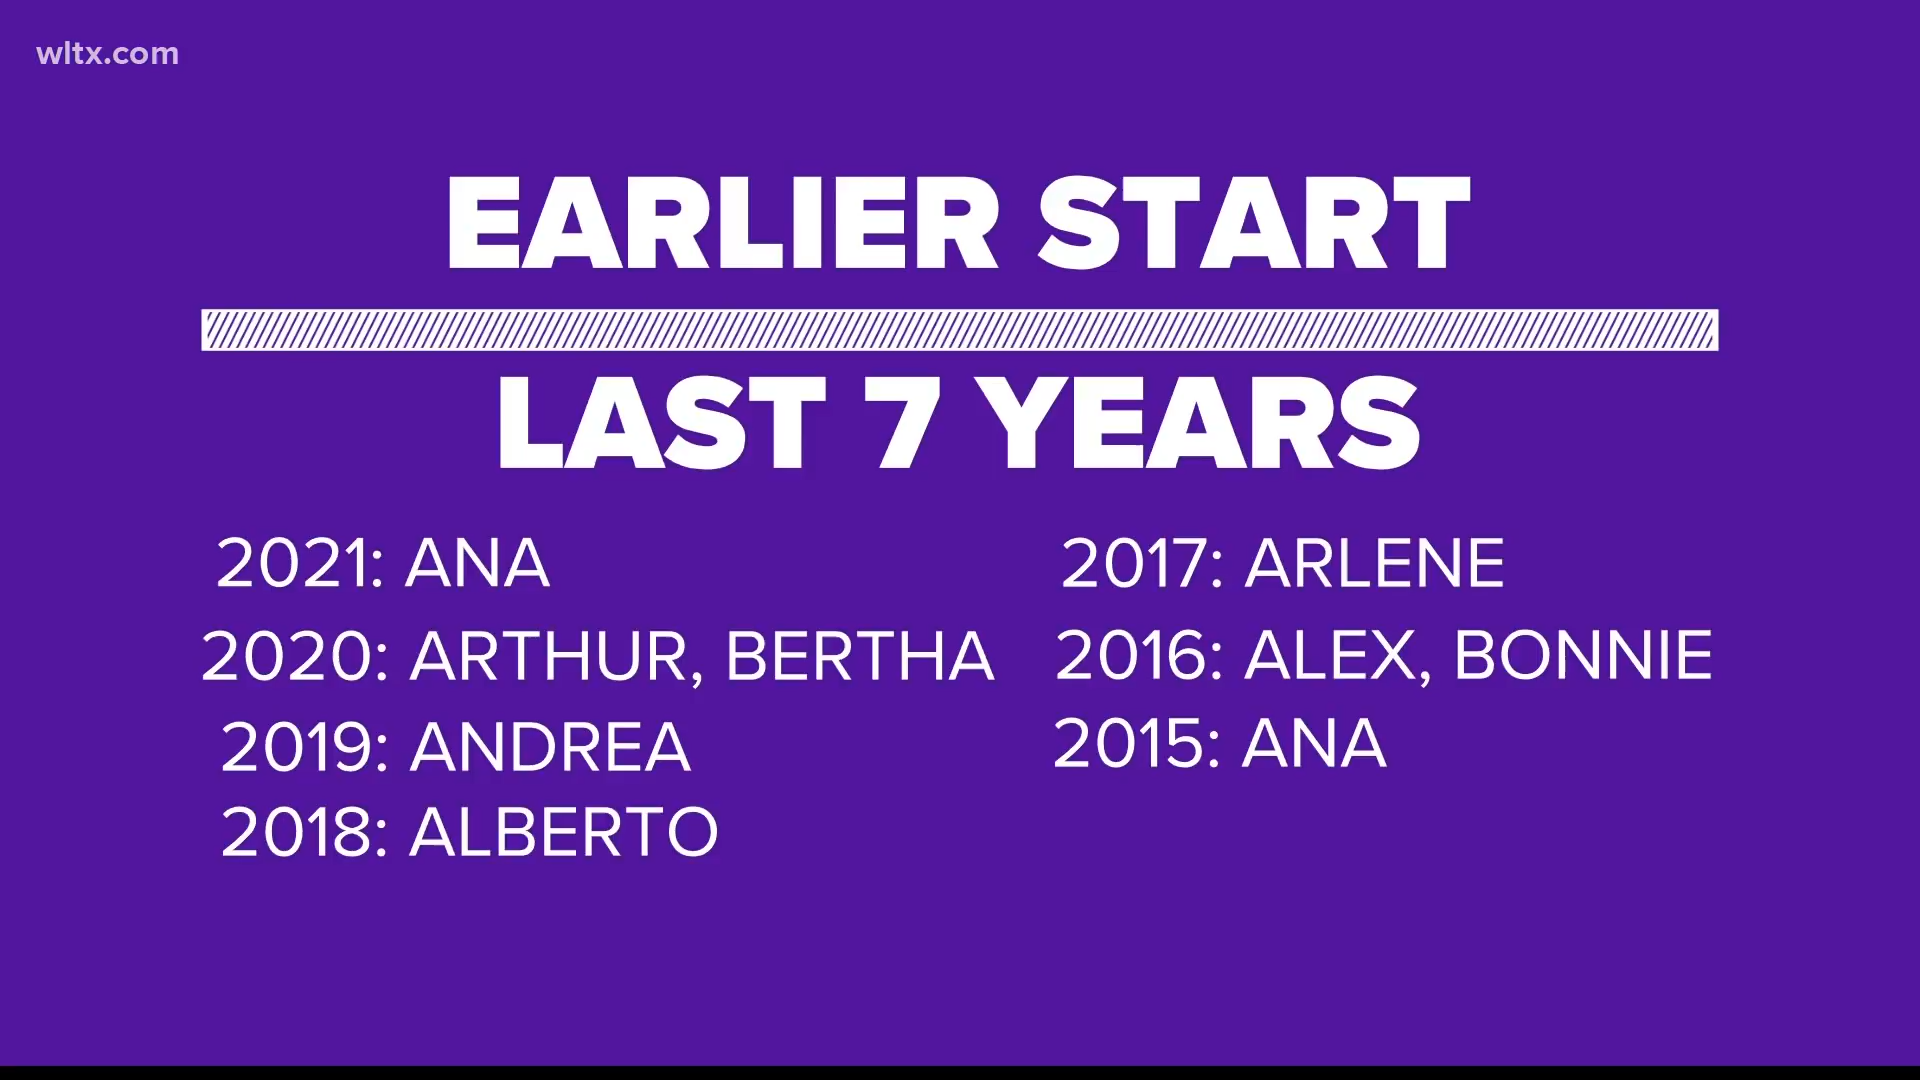 wltx.com
EARLIER START
LAST 7 YEARS
2021: ANA
2020: ARTHUR, BERTHA
2019: ANDREA
2018: ALBERTO
2017: ARLENE
2016: ALEX, BONNIE
2015: ANA